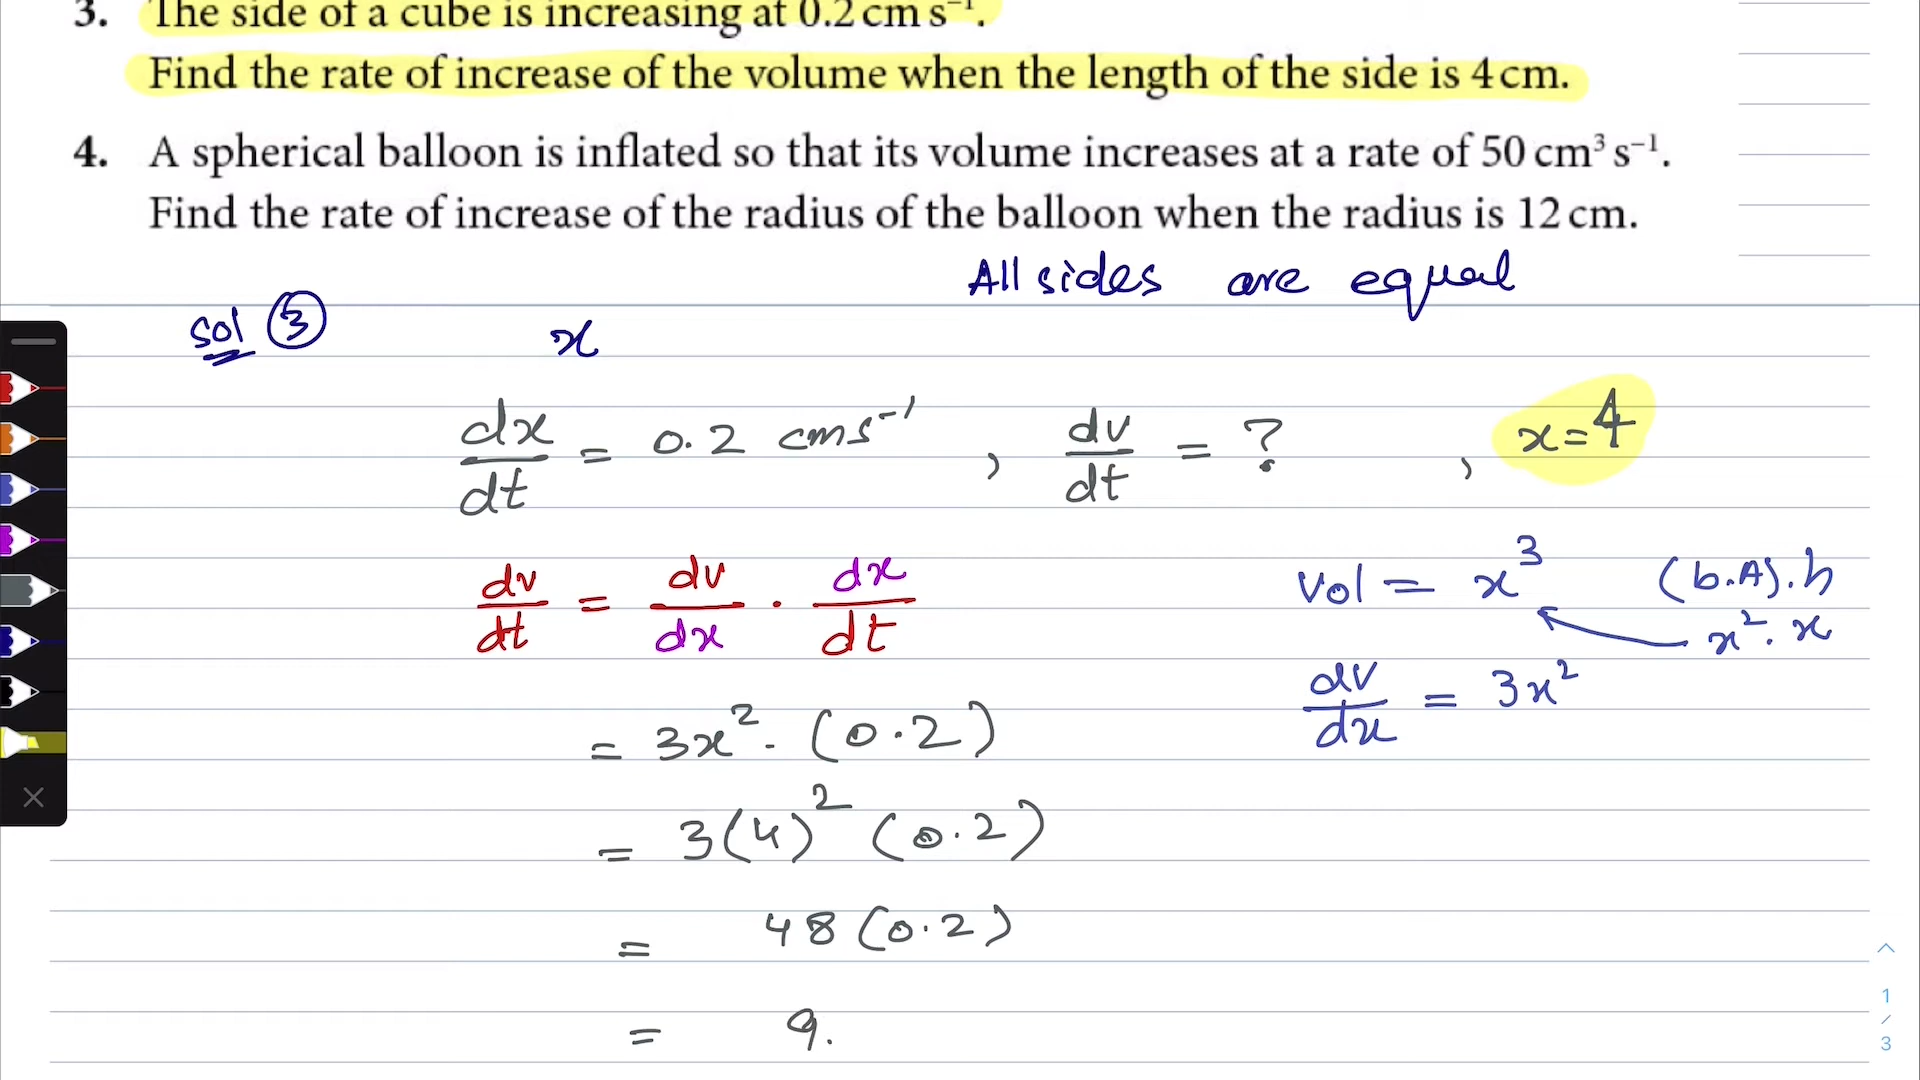 3. The side of a cube is increasing at 0.2 cm s⁻¹.
Find the rate of increase of the volume when the length of the side is 4 cm.
4. A spherical balloon is inflated so that its volume increases at a rate of 50 cm³ s⁻¹.
Find the rate of increase of the radius of the balloon when the radius is 12 cm.
All sides are equal
Sol ③ x
dx/dt = 0.2 cms⁻¹ , dv/dt = ? , x=4
dv/dt = dv/dx · dx/dt
Vol = x³ (b.A).h
x². x
dv/dx = 3x²
= 3x². (0.2)
= 3(4)² (0.2)
= 48 (0.2)
= 9.
1
/
3